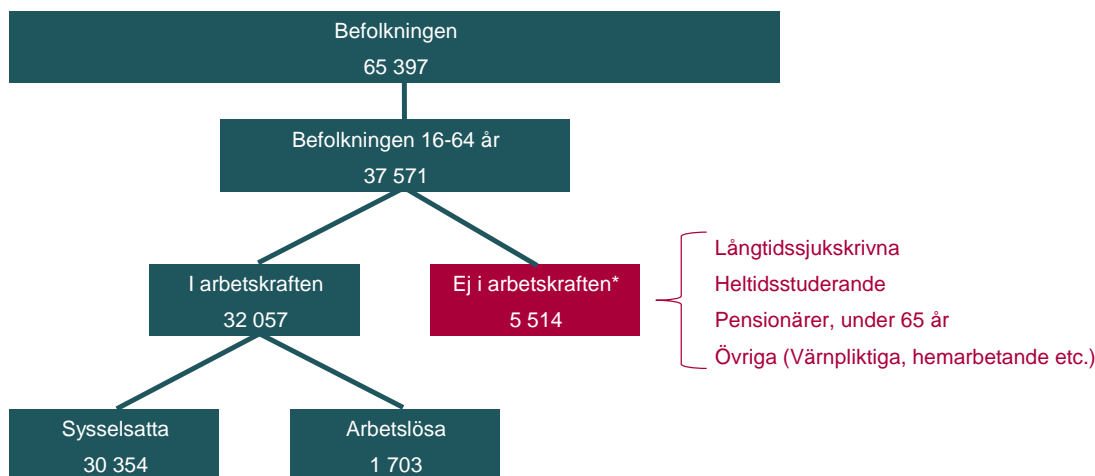 Befolkningen
65 397
Befolkningen 16-64 år
37 571
I arbetskraften
32 057
Ej i arbetskraften*
5 514
Långtidssjukskrivna
Heltidsstuderande
Pensionärer, under 65 år
Övriga (Värnpliktiga, hemarbetande etc.)
Sysselsatta
30 354
Arbetslösa
1 703